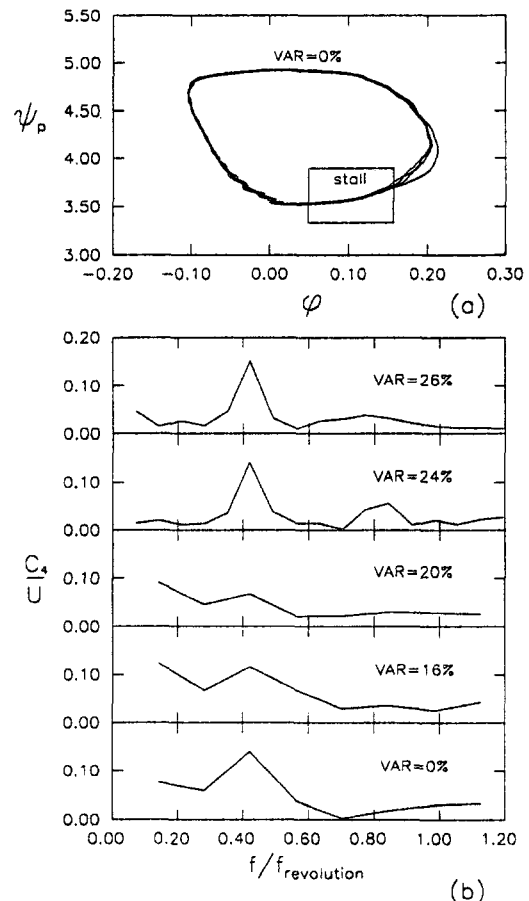 VAR=0%
5.00
4.50
4.00
3.50
3.00
ψp
stall
-0.20
-0.10
0.00
0.10
0.20
0.30
φ
(a)
0.20
0.10
0.00
VAR=26%
0.10
0.00
VAR=24%
0.10
0.00
VAR=20%
0.10
0.00
VAR=16%
0.10
0.00
VAR=0%
C4
U
0.00
0.20
0.40
0.60
0.80
1.00
1.20
f/frevolution
(b)